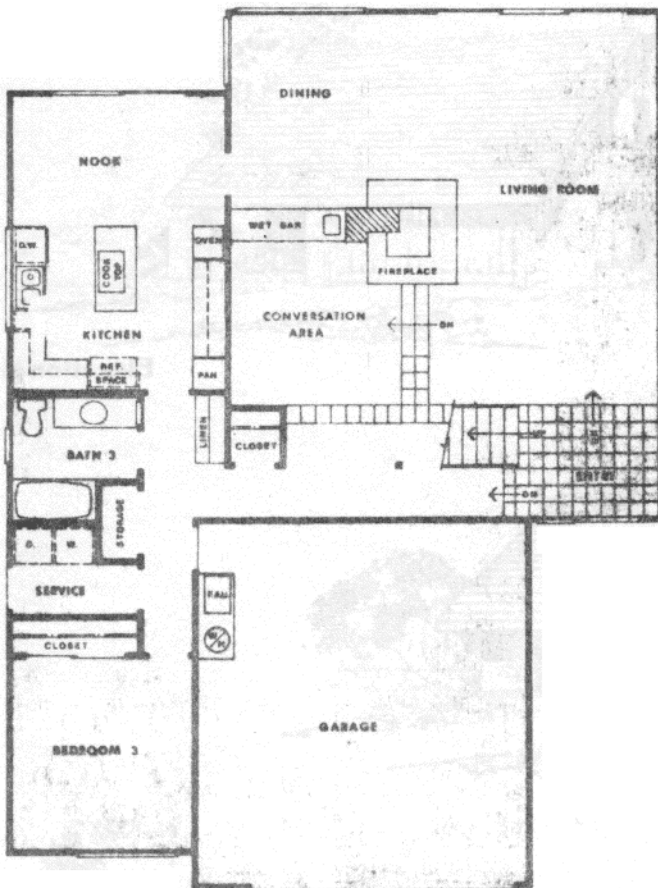 DINING
NOOK
LIVING ROOM
WET BAR
D.W.
OVEN
COOK
TOP
FIREPLACE
CONVERSATION
AREA
DN
KITCHEN
REF.
SPACE
PAN
LINEN
CLOSET
BATH 3
UP
DN
ENTRY
DN
STORAGE
D.
W.
SERVICE
FAU
W/H
CLOSET
GARAGE
BEDROOM 3